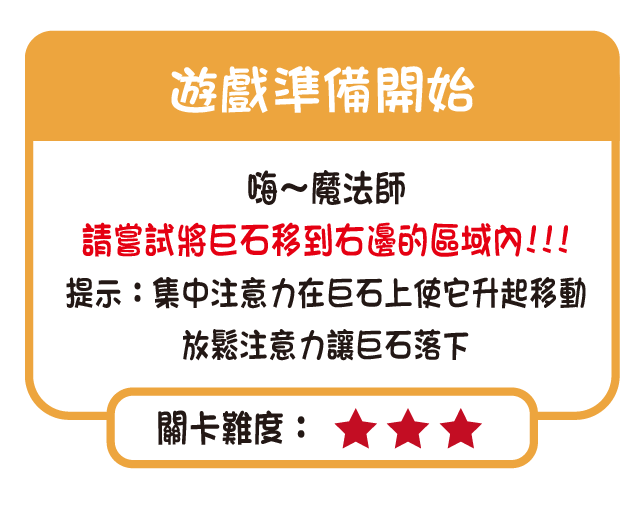 遊戲準備開始
嗨～魔法師
請嘗試將巨石移到右邊的區域內!!!
提示：集中注意力在巨石上使它升起移動
放鬆注意力讓巨石落下
關卡難度：★★★